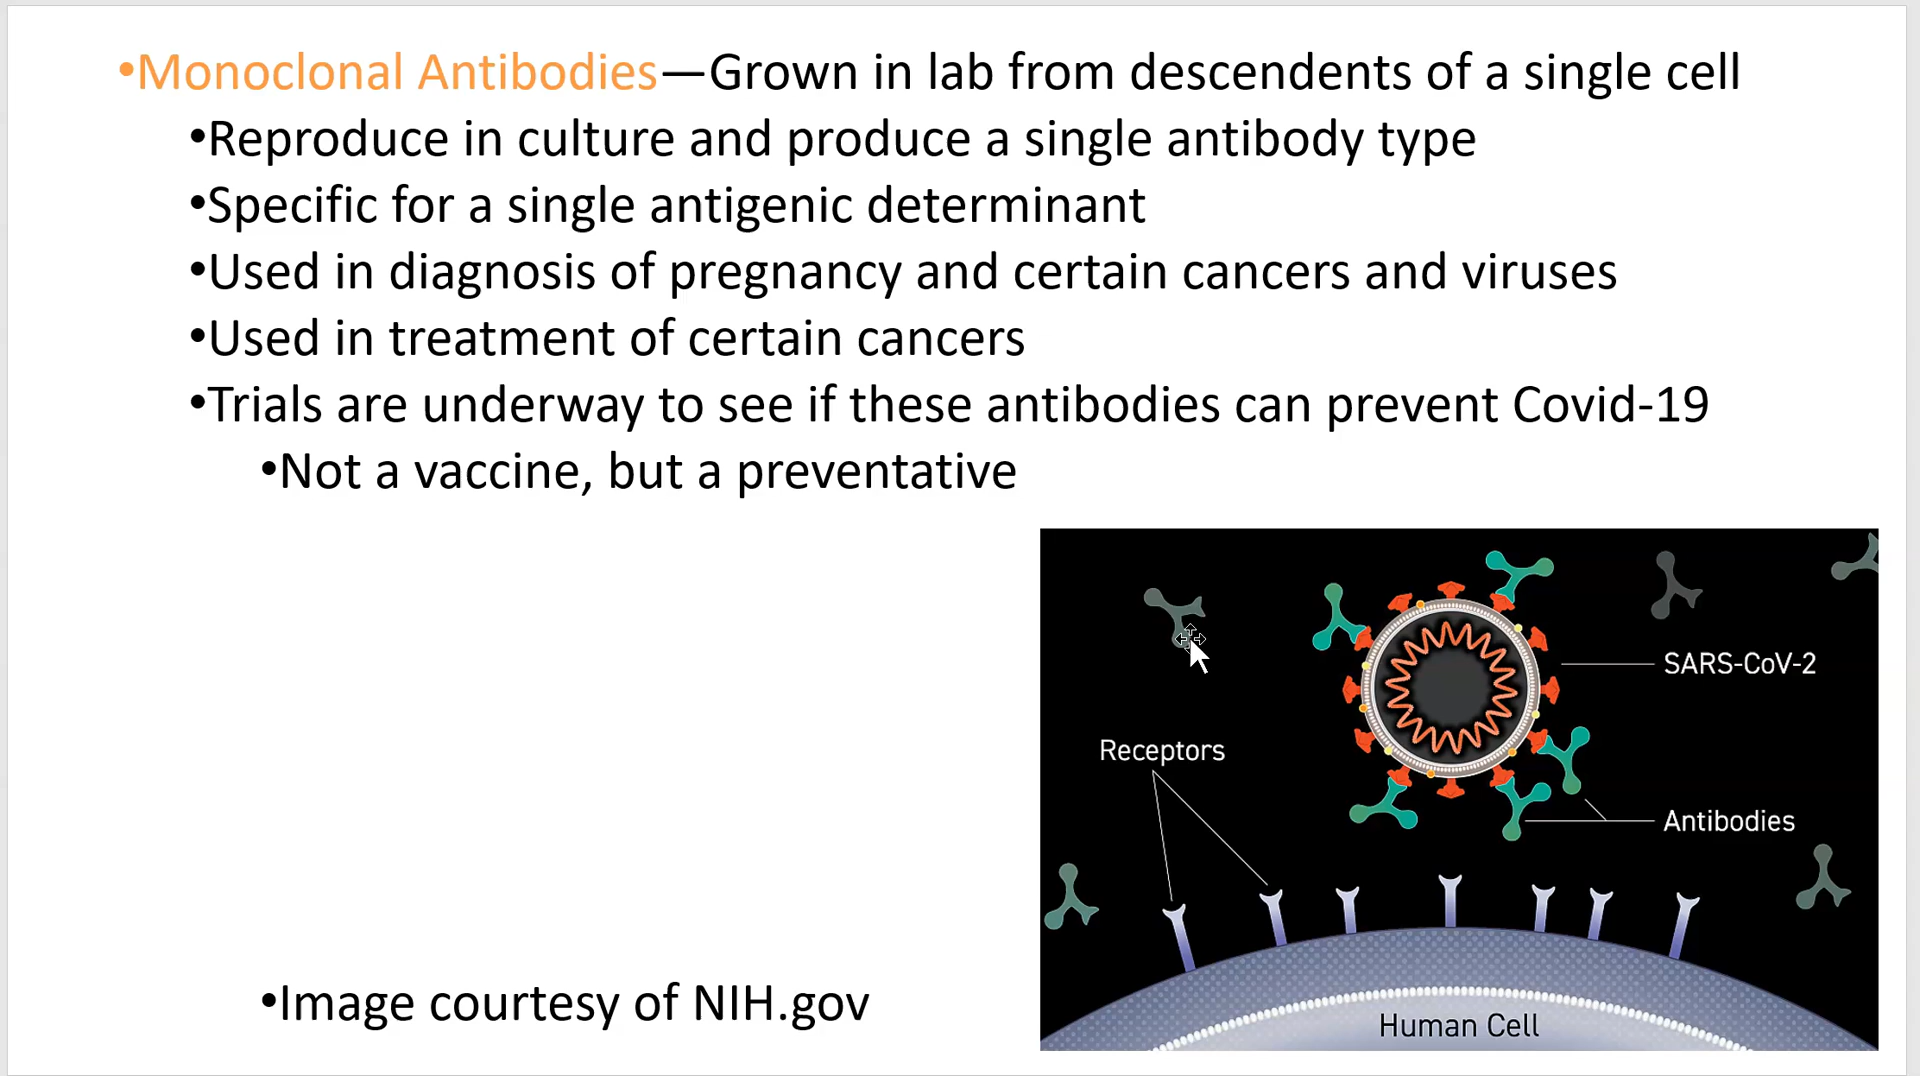 •Monoclonal Antibodies—Grown in lab from descendents of a single cell
•Reproduce in culture and produce a single antibody type
•Specific for a single antigenic determinant
•Used in diagnosis of pregnancy and certain cancers and viruses
•Used in treatment of certain cancers
•Trials are underway to see if these antibodies can prevent Covid-19
•Not a vaccine, but a preventative
SARS-CoV-2
Receptors
Antibodies
Human Cell
•Image courtesy of NIH.gov